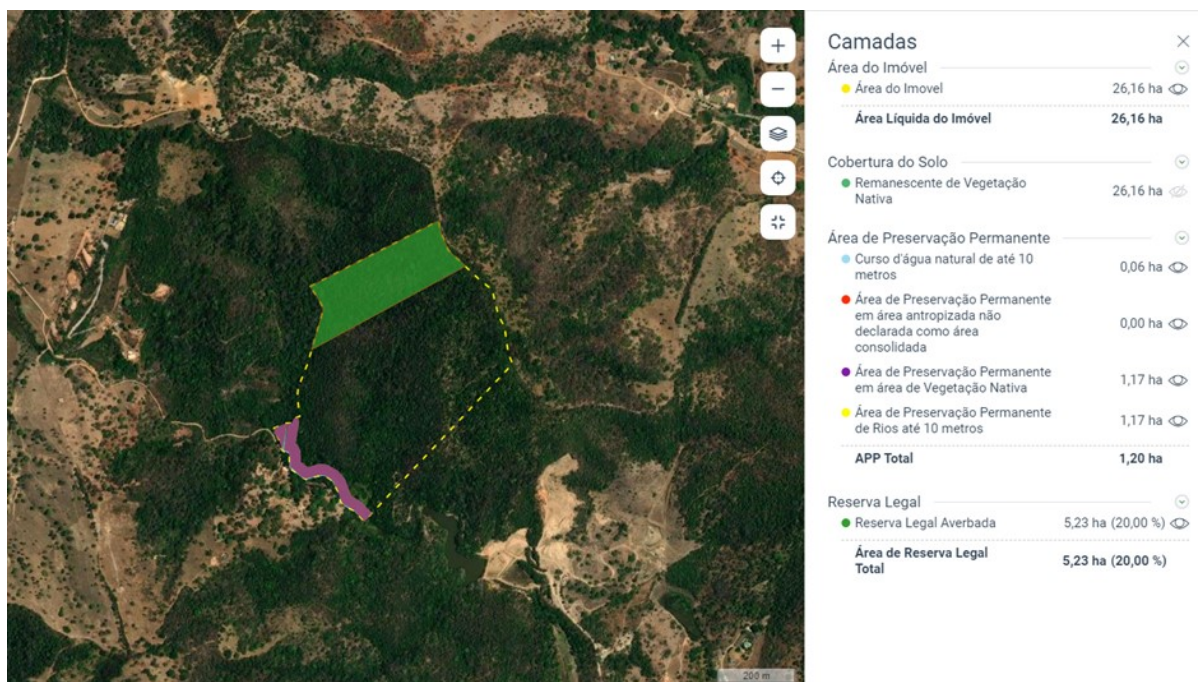 Camadas
Área do Imóvel
Área do Imovel 26,16 ha
Área Líquida do Imóvel 26,16 ha
Cobertura do Solo
Remanescente de Vegetação
Nativa 26,16 ha
Área de Preservação Permanente
Curso d'água natural de até 10
metros 0,06 ha
Área de Preservação Permanente
em área antropizada não
declarada como área
consolidada 0,00 ha
Área de Preservação Permanente
em área de Vegetação Nativa 1,17 ha
Área de Preservação Permanente
de Rios até 10 metros 1,17 ha
APP Total 1,20 ha
Reserva Legal
Reserva Legal Averbada 5,23 ha (20,00 %)
Área de Reserva Legal
Total 5,23 ha (20,00 %)
200 m